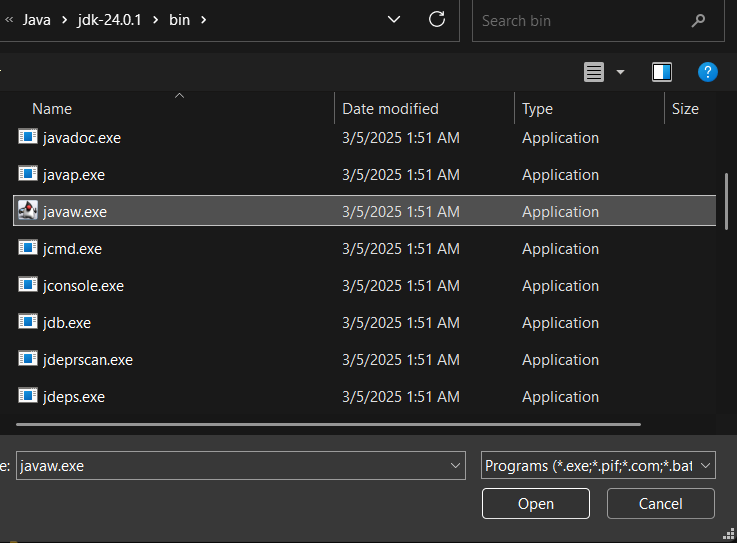 « Java > jdk-24.0.1 > bin >
Search bin
?
Name Date modified Type Size
javadoc.exe 3/5/2025 1:51 AM Application
javap.exe 3/5/2025 1:51 AM Application
javaw.exe 3/5/2025 1:51 AM Application
jcmd.exe 3/5/2025 1:51 AM Application
jconsole.exe 3/5/2025 1:51 AM Application
jdb.exe 3/5/2025 1:51 AM Application
jdeprscan.exe 3/5/2025 1:51 AM Application
jdeps.exe 3/5/2025 1:51 AM Application
e: javaw.exe Programs (*.exe;*.pif;*.com;*.bat
Open Cancel